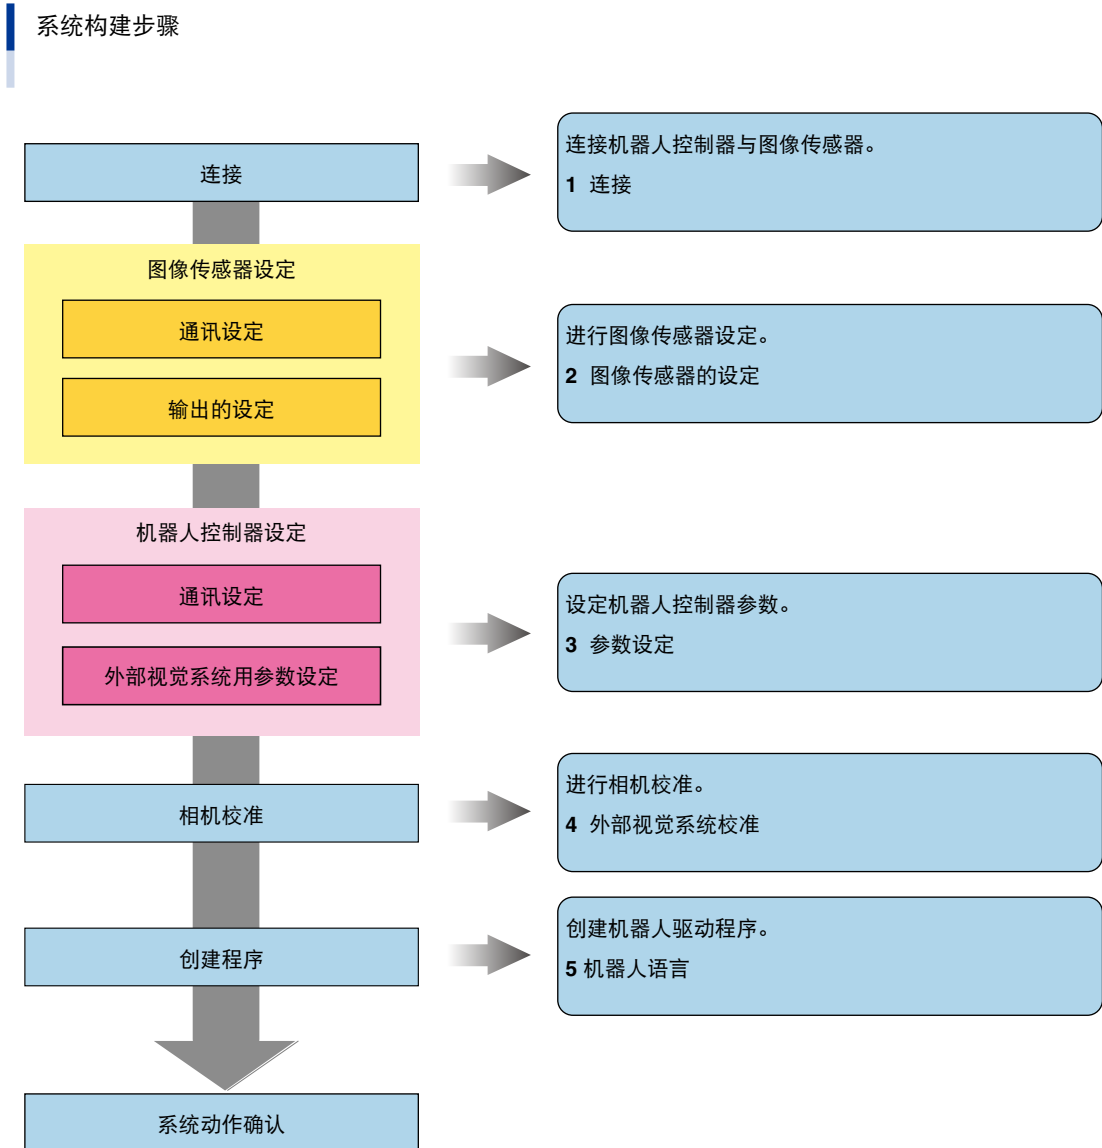 系统构建步骤
连接
连接机器人控制器与图像传感器。
1 连接
图像传感器设定
通讯设定
输出的设定
进行图像传感器设定。
2 图像传感器的设定
机器人控制器设定
通讯设定
外部视觉系统用参数设定
设定机器人控制器参数。
3 参数设定
相机校准
进行相机校准。
4 外部视觉系统校准
创建程序
创建机器人驱动程序。
5 机器人语言
系统动作确认